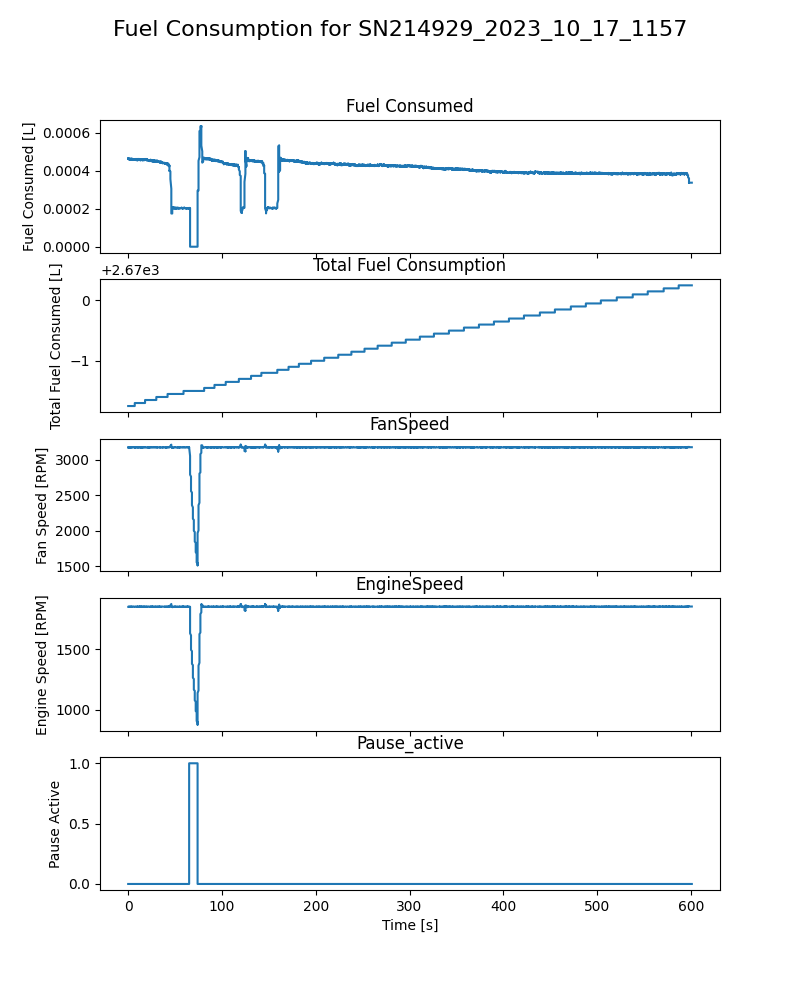 Fuel Consumption for SN214929_2023_10_17_1157
Fuel Consumed
Fuel Consumed [L]
0.0006
0.0004
0.0002
0.0000
Total Fuel Consumption
+2.67e3
Total Fuel Consumed [L]
0
−1
FanSpeed
Fan Speed [RPM]
3000
2500
2000
1500
EngineSpeed
Engine Speed [RPM]
1500
1000
Pause_active
Pause Active
1.0
0.5
0.0
0 100 200 300 400 500 600
Time [s]